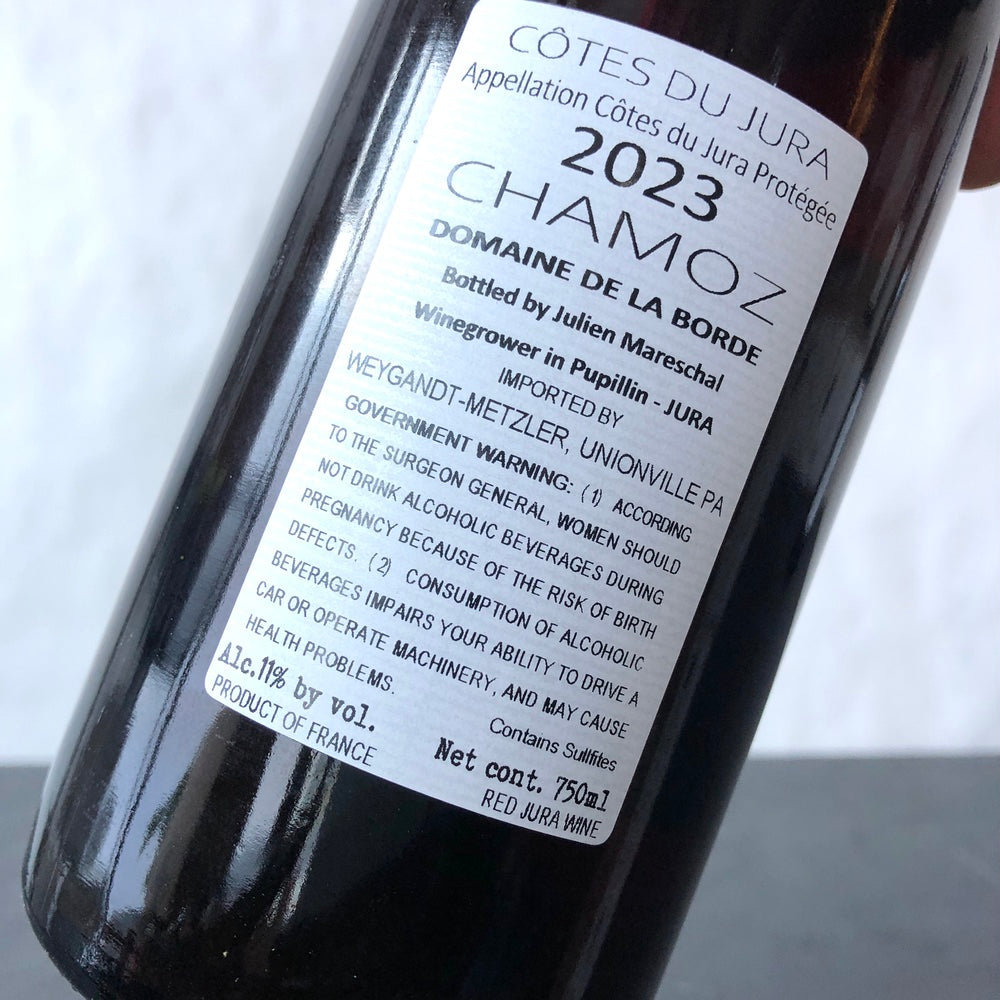 CÔTES DU JURA
Appellation Côtes du Jura Protégée
2023
CHAMOZ
DOMAINE DE LA BORDE
Bottled by Julien Mareschal
Winegrower in Pupillin - JURA
IMPORTED BY
WEYGANDT-METZLER, UNIONVILLE PA
GOVERNMENT WARNING: (1) ACCORDING
TO THE SURGEON GENERAL, WOMEN SHOULD
NOT DRINK ALCOHOLIC BEVERAGES DURING
PREGNANCY BECAUSE OF THE RISK OF BIRTH
DEFECTS. (2) CONSUMPTION OF ALCOHOLIC
BEVERAGES IMPAIRS YOUR ABILITY TO DRIVE A
CAR OR OPERATE MACHINERY, AND MAY CAUSE
HEALTH PROBLEMS.
Contains Sullfites
Alc.11% by vol.
Net cont. 750ml
PRODUCT OF FRANCE
RED JURA WINE